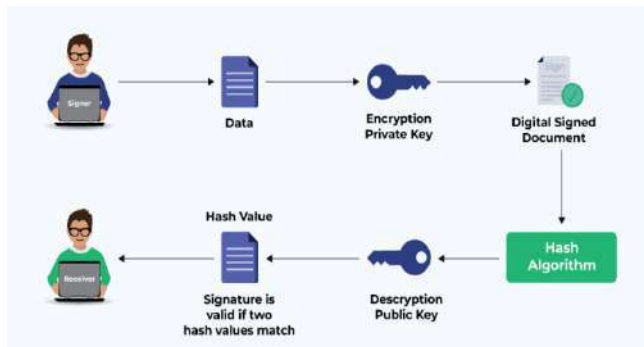 Signer
Data
Encryption
Private Key
Sign
Digital Signed
Document
Hash
Algorithm
Descryption
Public Key
Hash Value
Signature is
valid if two
hash values match
Receiver